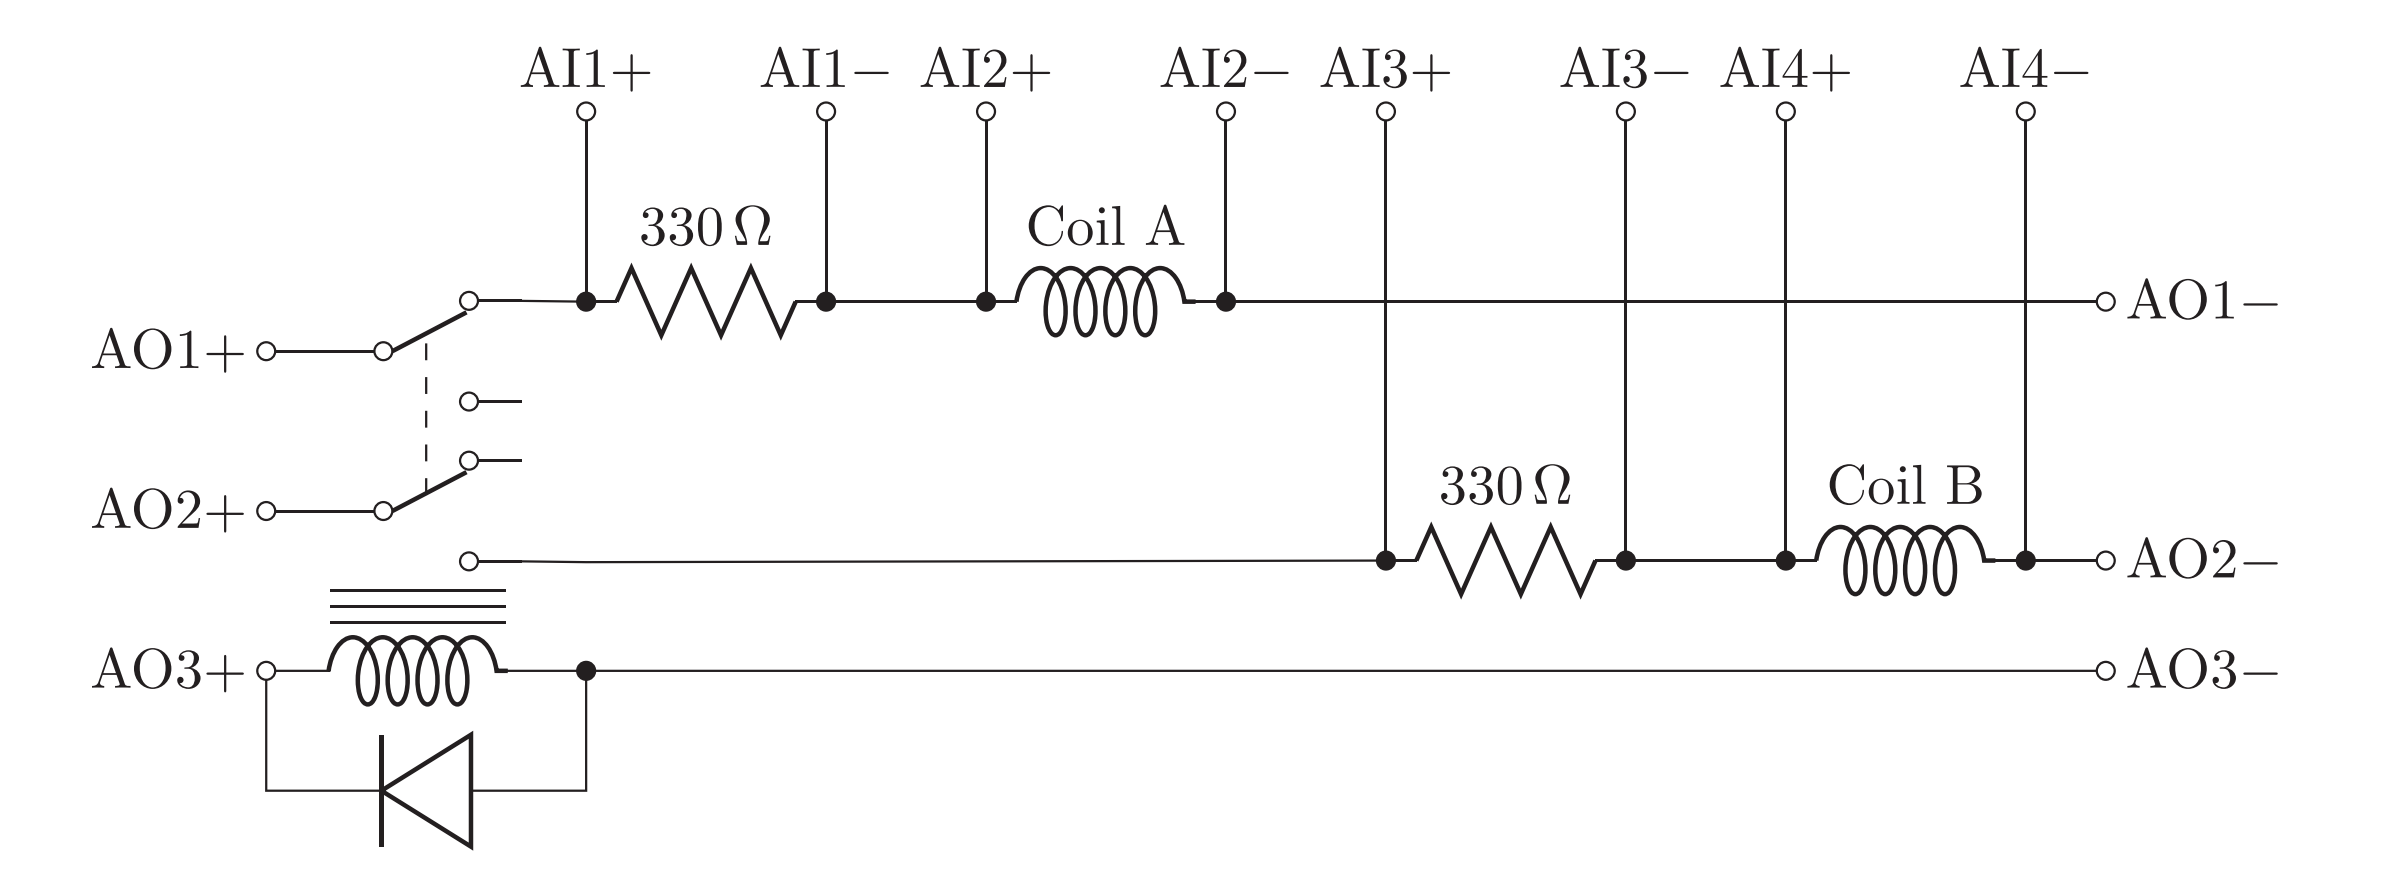 AI1+ AI1− AI2+ AI2− AI3+ AI3− AI4+ AI4−
330 Ω Coil A
AO1−
AO1+
330 Ω Coil B
AO2+
AO2−
AO3+ AO3−